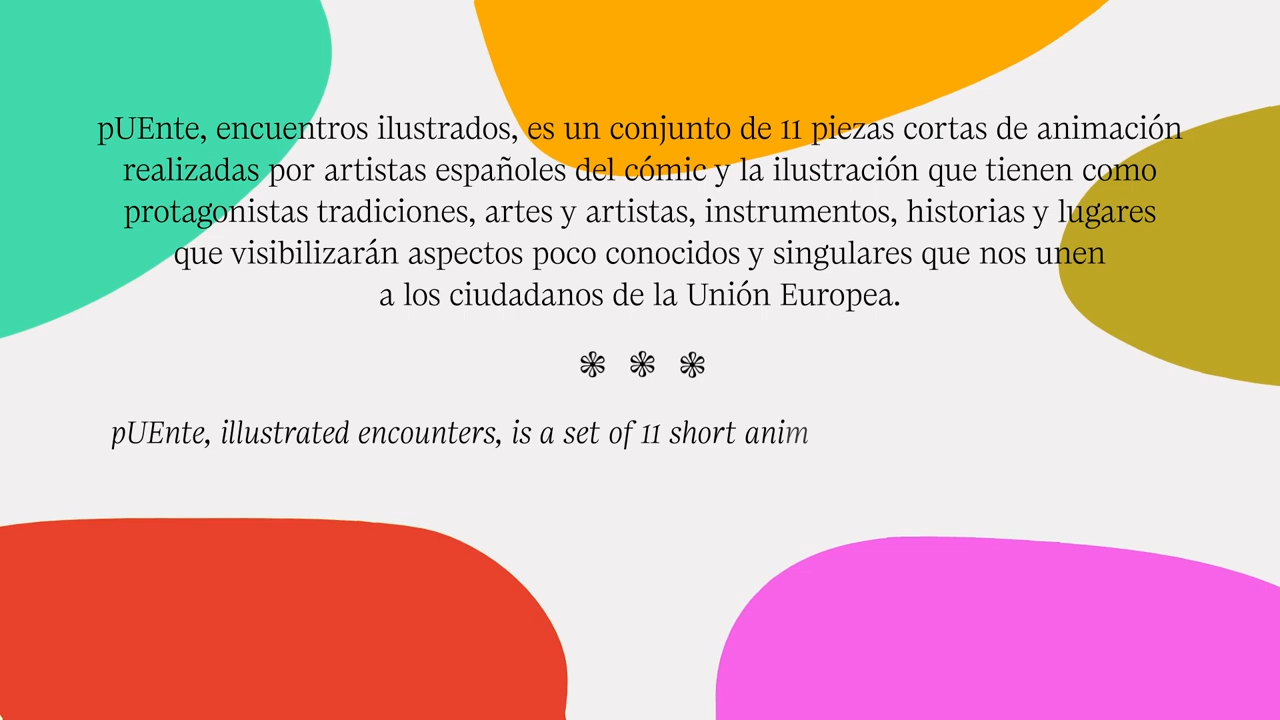 pUEnte, encuentros ilustrados, es un conjunto de 11 piezas cortas de animación
realizadas por artistas españoles del cómic y la ilustración que tienen como
protagonistas tradiciones, artes y artistas, instrumentos, historias y lugares
que visibilizarán aspectos poco conocidos y singulares que nos unen
a los ciudadanos de la Unión Europea.
pUEnte, illustrated encounters, is a set of 11 short anim